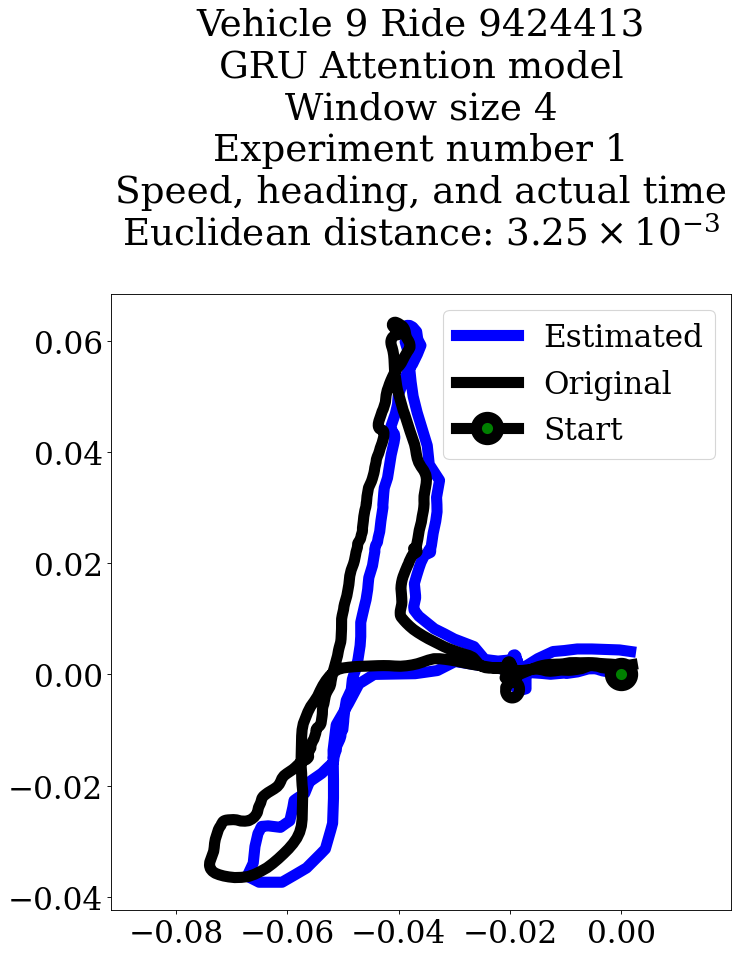 Vehicle 9 Ride 9424413
GRU Attention model
Window size 4
Experiment number 1
Speed, heading, and actual time
Euclidean distance: 3.25 × 10⁻³
Estimated
Original
Start
0.06
0.04
0.02
0.00
−0.02
−0.04
−0.08 −0.06 −0.04 −0.02 0.00